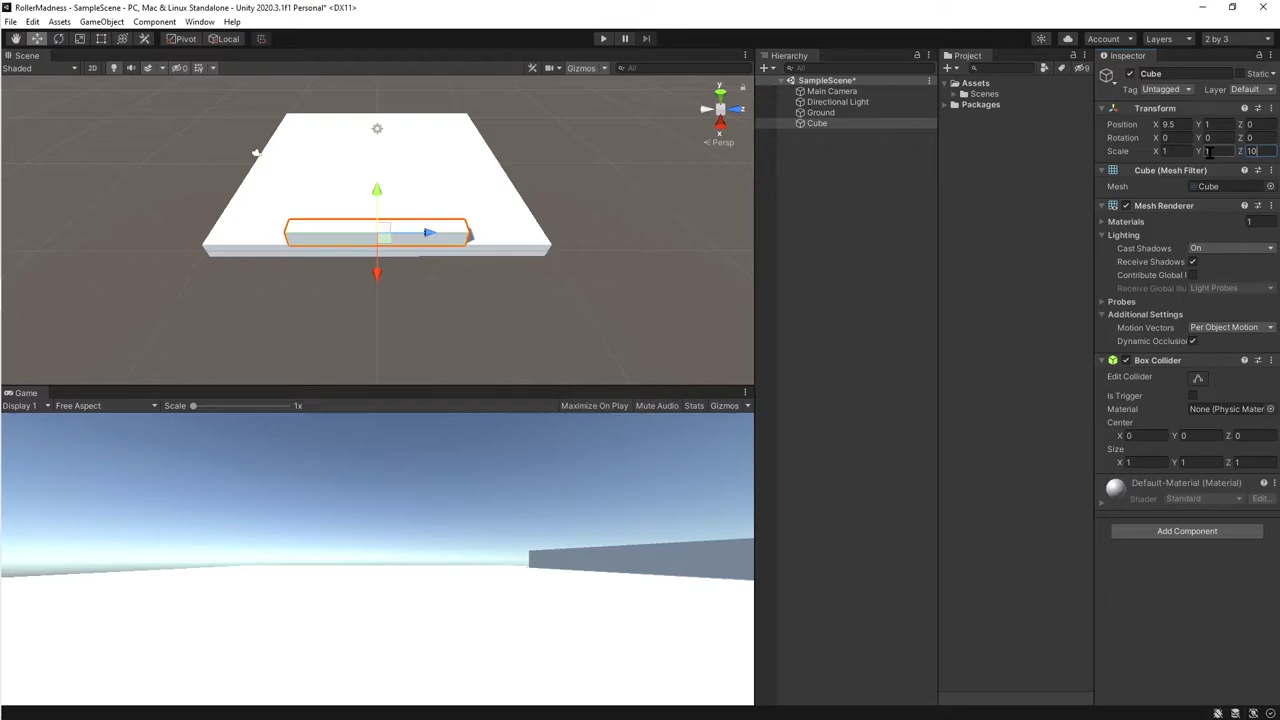 RollerMadness - SampleScene - PC, Mac & Linux Standalone - Unity 2020.3.1f1 Personal* <DX11>
File Edit Assets GameObject Component Window Help
Pivot Local Account Layers 2 by 3
Scene
Shaded 2D 0 Gizmos All
y
z
x
Persp
Game
Display 1 Free Aspect Scale 1x Maximize On Play Mute Audio Stats Gizmos
Hierarchy
All
SampleScene*
Main Camera
Directional Light
Ground
Cube
Project
9
Assets
Scenes
Packages
Inspector
Cube Static
Tag Untagged Layer Default
Transform
Position X 9.5 Y 1 Z 0
Rotation X 0 Y 0 Z 0
Scale X 1 Y 1 Z 10
Cube (Mesh Filter)
Mesh Cube
Mesh Renderer
Materials 1
Lighting
Cast Shadows On
Receive Shadows
Contribute Global I
Receive Global Illu Light Probes
Probes
Additional Settings
Motion Vectors Per Object Motion
Dynamic Occlusion
Box Collider
Edit Collider
Is Trigger
Material None (Physic Mater
Center
X 0 Y 0 Z 0
Size
X 1 Y 1 Z 1
Default-Material (Material)
Shader Standard Edit...
Add Component